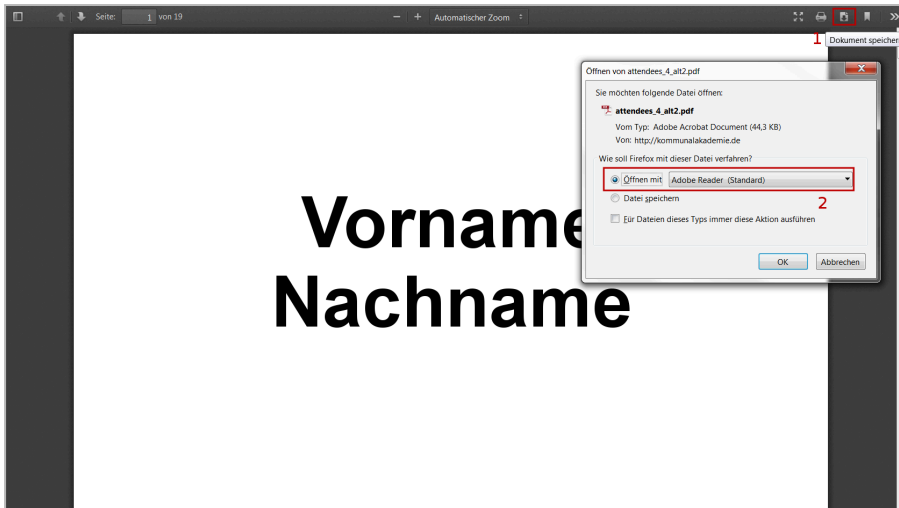 Seite: 1 von 19
Automatischer Zoom
1
Dokument speichern
Öffnen von attendees_4_alt2.pdf
Sie möchten folgende Datei öffnen:
attendees_4_alt2.pdf
Vom Typ: Adobe Acrobat Document (44,3 KB)
Von: http://kommunalakademie.de
Wie soll Firefox mit dieser Datei verfahren?
Öffnen mit Adobe Reader (Standard)
2
Datei speichern
Für Dateien dieses Typs immer diese Aktion ausführen
OK Abbrechen
Vorname
Nachname